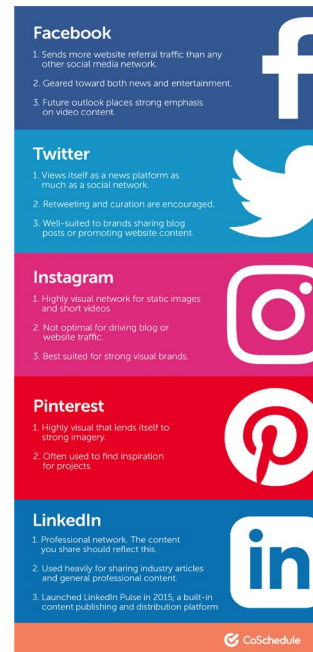 Facebook
1. Sends more website referral traffic than any
other social media network.
2. Geared toward both news and entertainment.
3. Future outlook places strong emphasis
on video content.
Twitter
1. Views itself as a news platform as
much as a social network.
2. Retweeting and curation are encouraged.
3. Well-suited to brands sharing blog
posts or promoting website content.
Instagram
1. Highly visual network for static images
and short videos
2. Not optimal for driving blog or
website traffic.
3. Best suited for strong visual brands.
Pinterest
1. Highly visual that lends itself to
strong imagery.
2. Often used to find inspiration
for projects.
LinkedIn
1. Professional network. The content
you share should reflect this.
2. Used heavily for sharing industry articles
and general professional content.
3. Launched LinkedIn Pulse in 2015, a built-in
content publishing and distribution platform
in
CoSchedule